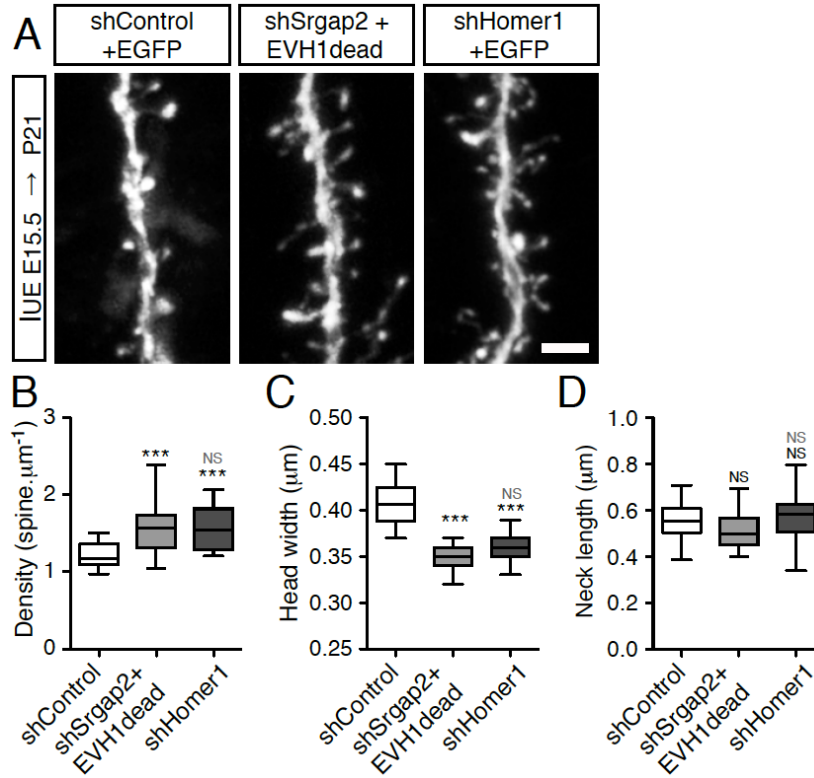 A
shControl
+EGFP
shSrgap2 +
EVH1dead
shHomer1
+EGFP
IUE E15.5 → P21
B
Density (spine.µm⁻¹)
3
2
1
0
***
NS
***
shControl
shSrgap2+
EVH1dead
shHomer1
C
Head width (µm)
0.50
0.45
0.40
0.35
0.30
0.25
***
NS
***
shControl
shSrgap2+
EVH1dead
shHomer1
D
Neck length (µm)
1.0
0.8
0.6
0.4
0.2
0.0
NS
NS
NS
shControl
shSrgap2+
EVH1dead
shHomer1